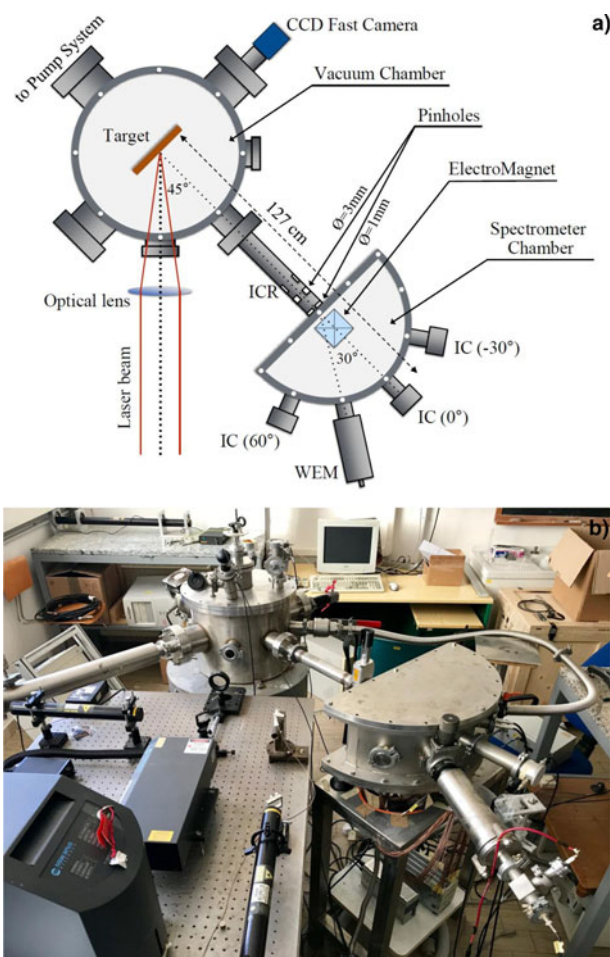 a)
CCD Fast Camera
to Pump System
Vacuum Chamber
Target
Pinholes
45°
ElectroMagnet
Ø=3mm
Ø=1mm
127 cm
Spectrometer
Chamber
ICR
Optical lens
30°
IC (-30°)
Laser beam
IC (0°)
IC (60°)
WEM
b)